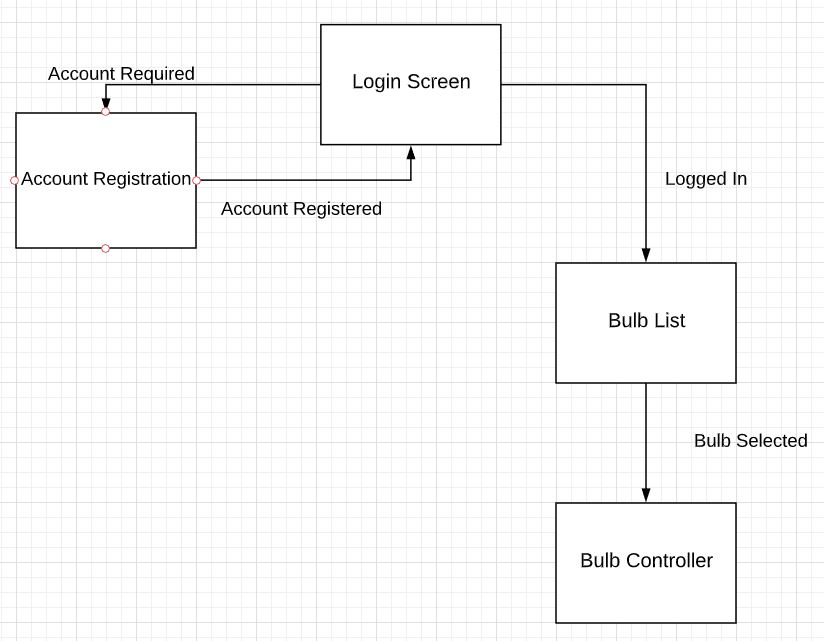 Account Required
Login Screen
Account Registration
Account Registered
Logged In
Bulb List
Bulb Selected
Bulb Controller